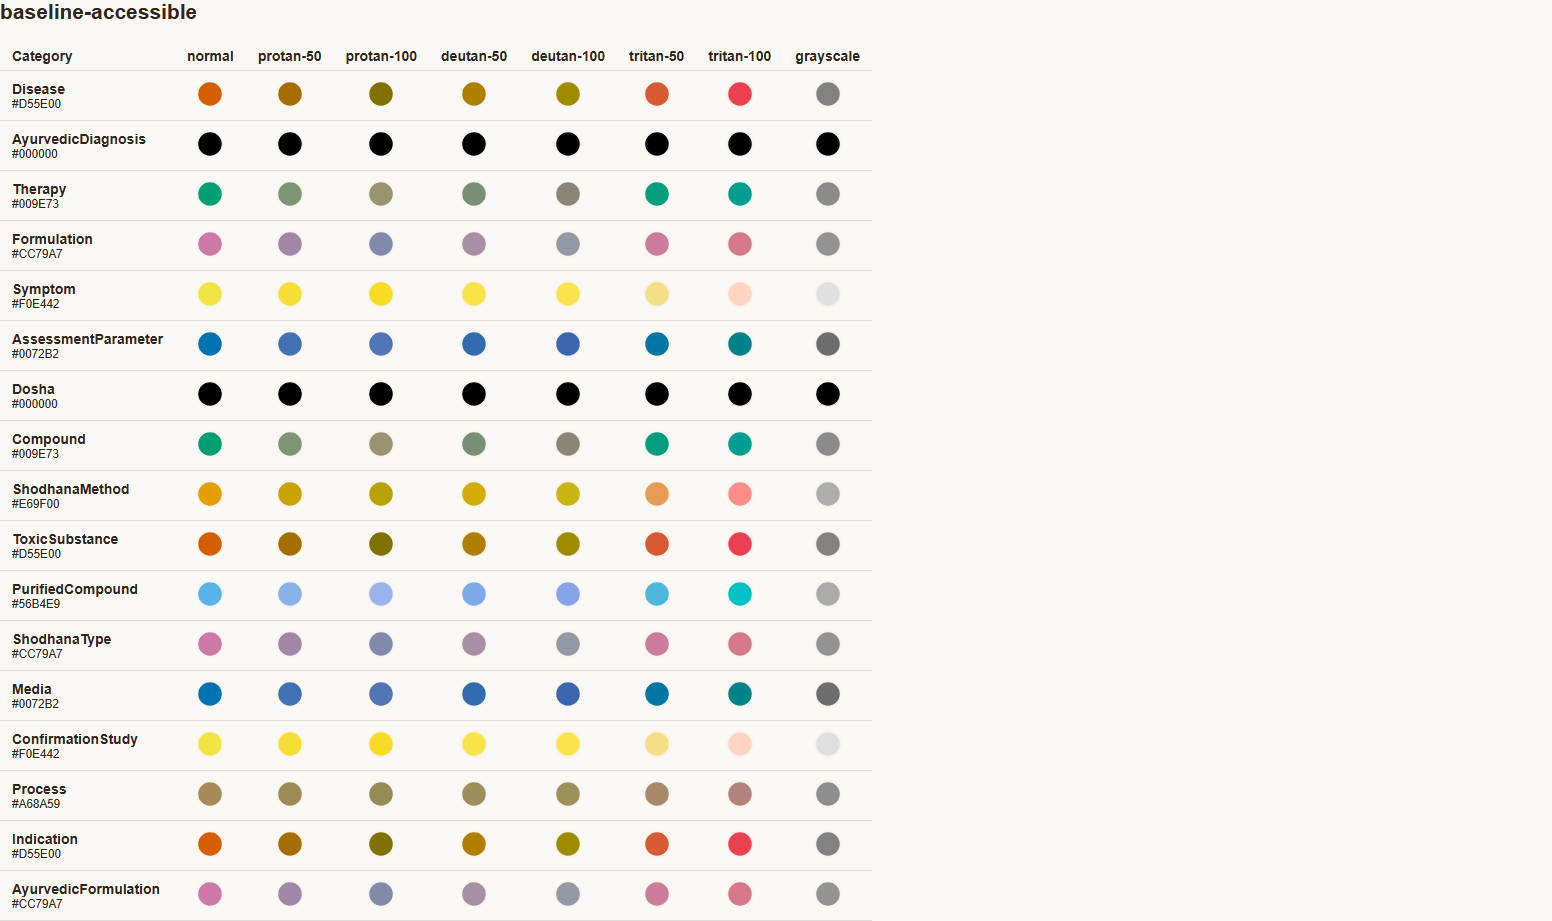 baseline-accessible
Category normal protan-50 protan-100 deutan-50 deutan-100 tritan-50 tritan-100 grayscale
Disease
#D55E00
AyurvedicDiagnosis
#000000
Therapy
#009E73
Formulation
#CC79A7
Symptom
#F0E442
AssessmentParameter
#0072B2
Dosha
#000000
Compound
#009E73
ShodhanaMethod
#E69F00
ToxicSubstance
#D55E00
PurifiedCompound
#56B4E9
ShodhanaType
#CC79A7
Media
#0072B2
ConfirmationStudy
#F0E442
Process
#A68A59
Indication
#D55E00
AyurvedicFormulation
#CC79A7